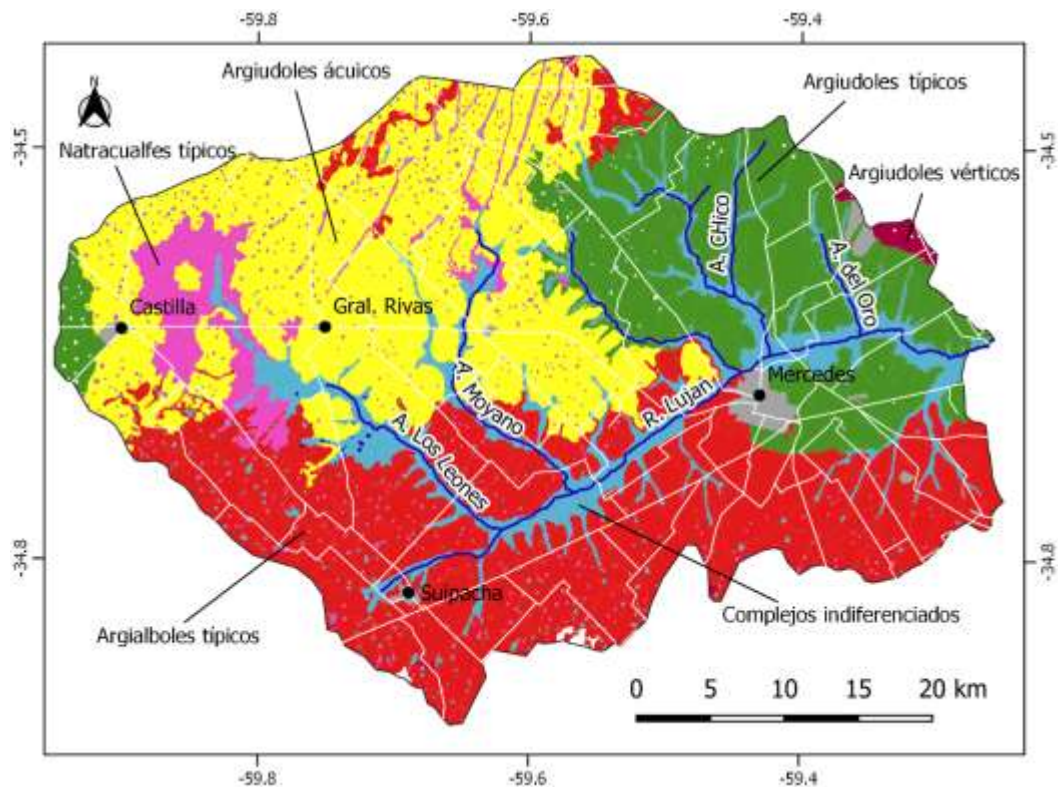 -59.8
-59.6
-59.4
Argiudoles ácuicos
Argiudoles típicos
N
Natracualfes típicos
-34.5
-34.5
Argiudoles vérticos
A. CHico
A. del Oro
Castilla
Gral. Rivas
Mercedes
A. Moyano
R. Lujan
A. Los Leones
-34.8
-34.8
Suipacha
Complejos indiferenciados
Argialboles típicos
0 5 10 15 20 km
-59.8
-59.6
-59.4